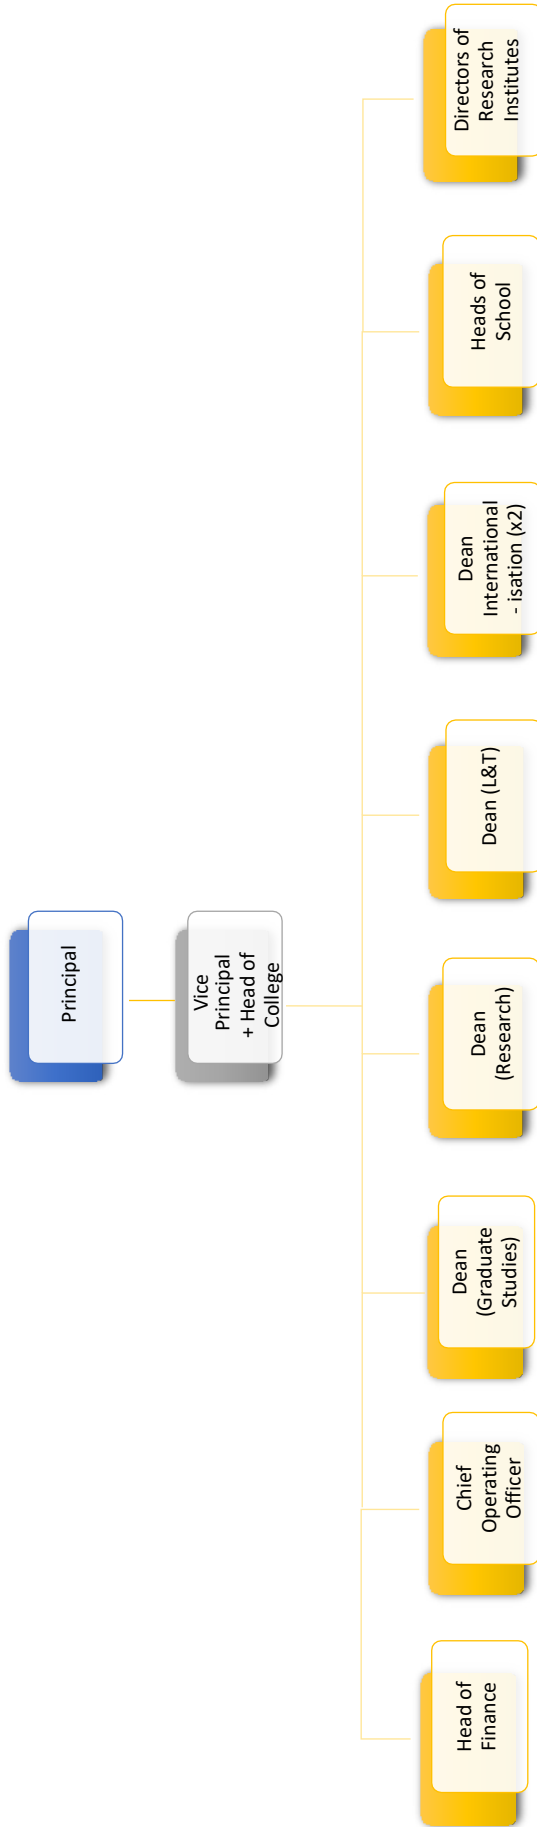 Principal
Vice
Principal
+ Head of
College
Head of
Finance
Chief
Operating
Officer
Dean
(Graduate
Studies)
Dean
(Research)
Dean (L&T)
Dean
International
- isation (x2)
Heads of
School
Directors of
Research
Institutes